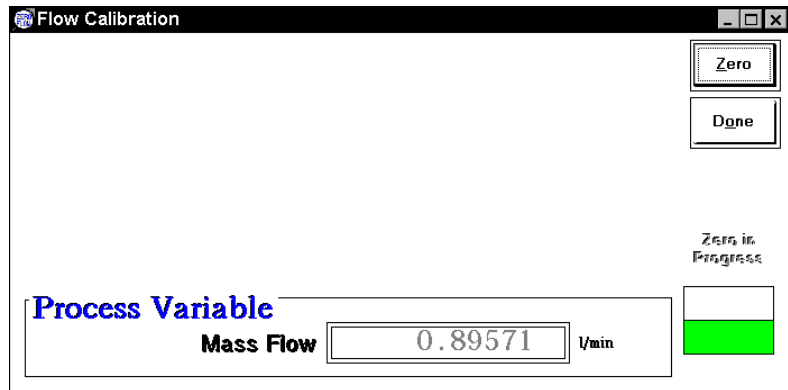 Flow Calibration
Zero
Done
Zero in
Progress
Process Variable
Mass Flow 0.89571 l/min